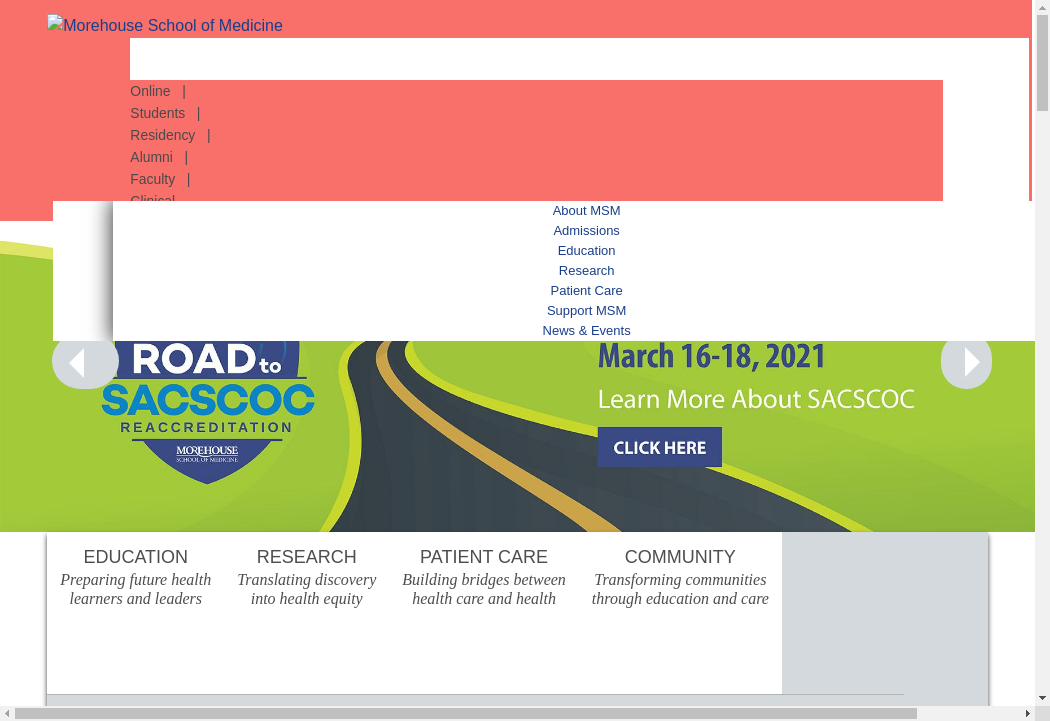 Morehouse School of Medicine
Online |
Students |
Residency |
Alumni |
Faculty |
Clinical
About MSM
Admissions
Education
Research
Patient Care
Support MSM
News & Events
ROAD to
SACSCOC
REACCREDITATION
MOREHOUSE
SCHOOL OF MEDICINE
March 16-18, 2021
Learn More About SACSCOC
CLICK HERE
EDUCATION
Preparing future health
learners and leaders
RESEARCH
Translating discovery
into health equity
PATIENT CARE
Building bridges between
health care and health
COMMUNITY
Transforming communities
through education and care